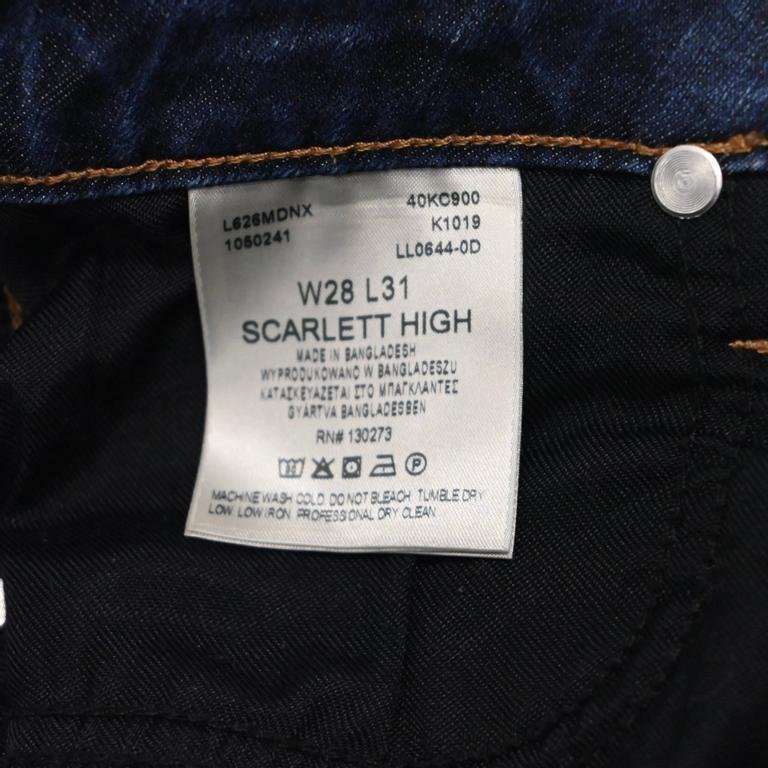 L626MDNX
1050241
40KC900
K1019
LL0644-0D
W28 L31
SCARLETT HIGH
MADE IN BANGLADESH
WYPRODUKOWANO W BANGLADESZU
ΚΑΤΑΣΚΕΥΑΖΕΤΑΙ ΣΤΟ ΜΠΑΓΚΛΑΝΤΕΣ
GYÁRTVA BANGLADESBEN
RN# 130273
MACHINE WASH COLD. DO NOT BLEACH. TUMBLE DRY
LOW. LOW IRON. PROFESSIONAL DRY CLEAN